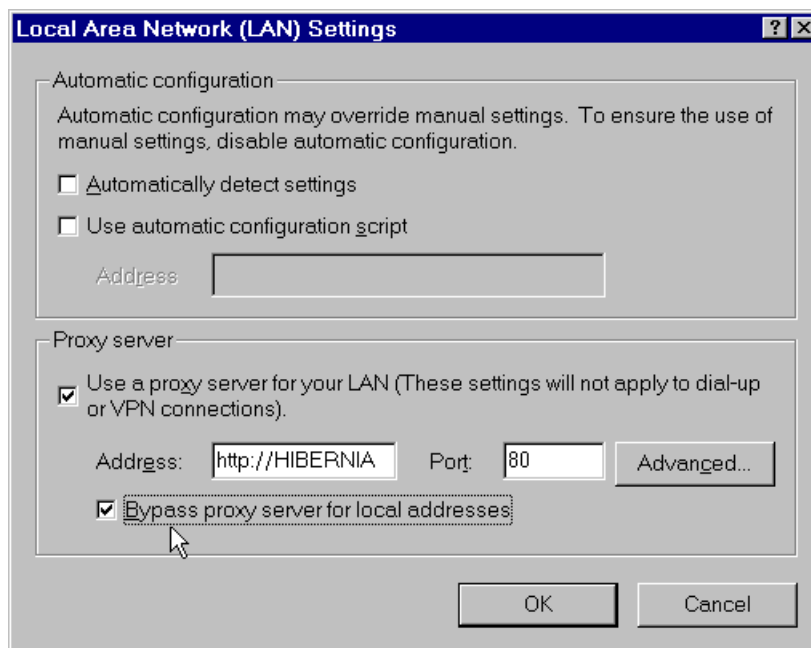 Local Area Network (LAN) Settings
Automatic configuration
Automatic configuration may override manual settings. To ensure the use of
manual settings, disable automatic configuration.
Automatically detect settings
Use automatic configuration script
Address
Proxy server
Use a proxy server for your LAN (These settings will not apply to dial-up
or VPN connections).
Address: http://HIBERNIA Port: 80 Advanced...
Bypass proxy server for local addresses
OK Cancel